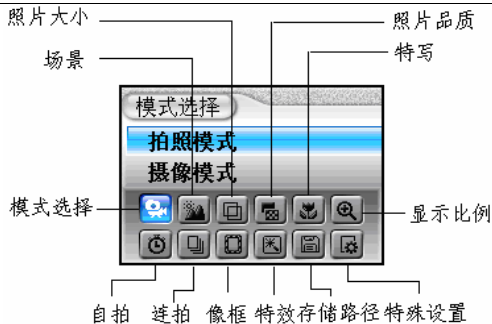 照片大小
照片品质
场景
特写
模式选择
拍照模式
摄像模式
模式选择
显示比例
自拍 连拍 像框 特效 存储路径 特殊设置